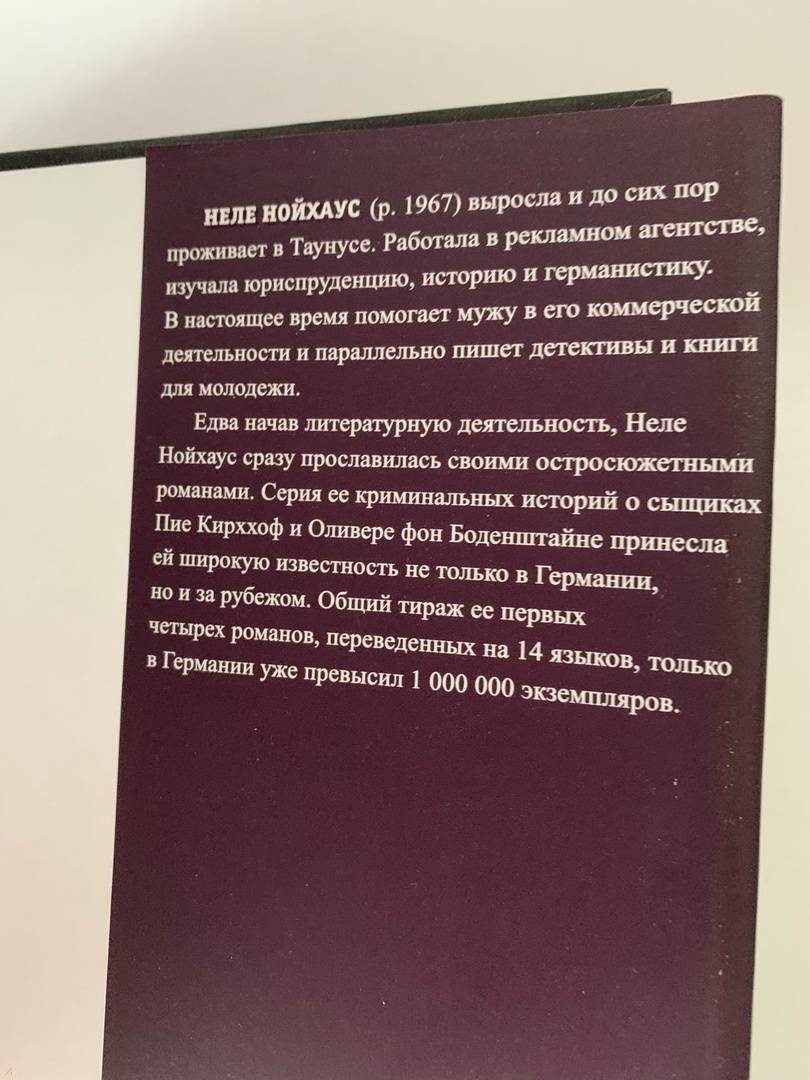 НЕЛЕ НОЙХАУС (р. 1967) выросла и до сих пор
проживает в Таунусе. Работала в рекламном агентстве,
изучала юриспруденцию, историю и германистику.
В настоящее время помогает мужу в его коммерческой
деятельности и параллельно пишет детективы и книги
для молодежи.
Едва начав литературную деятельность, Неле
Нойхаус сразу прославилась своими остросюжетными
романами. Серия ее криминальных историй о сыщиках
Пие Кирххоф и Оливере фон Боденштайне принесла
ей широкую известность не только в Германии,
но и за рубежом. Общий тираж ее первых
четырех романов, переведенных на 14 языков, только
в Германии уже превысил 1 000 000 экземпляров.